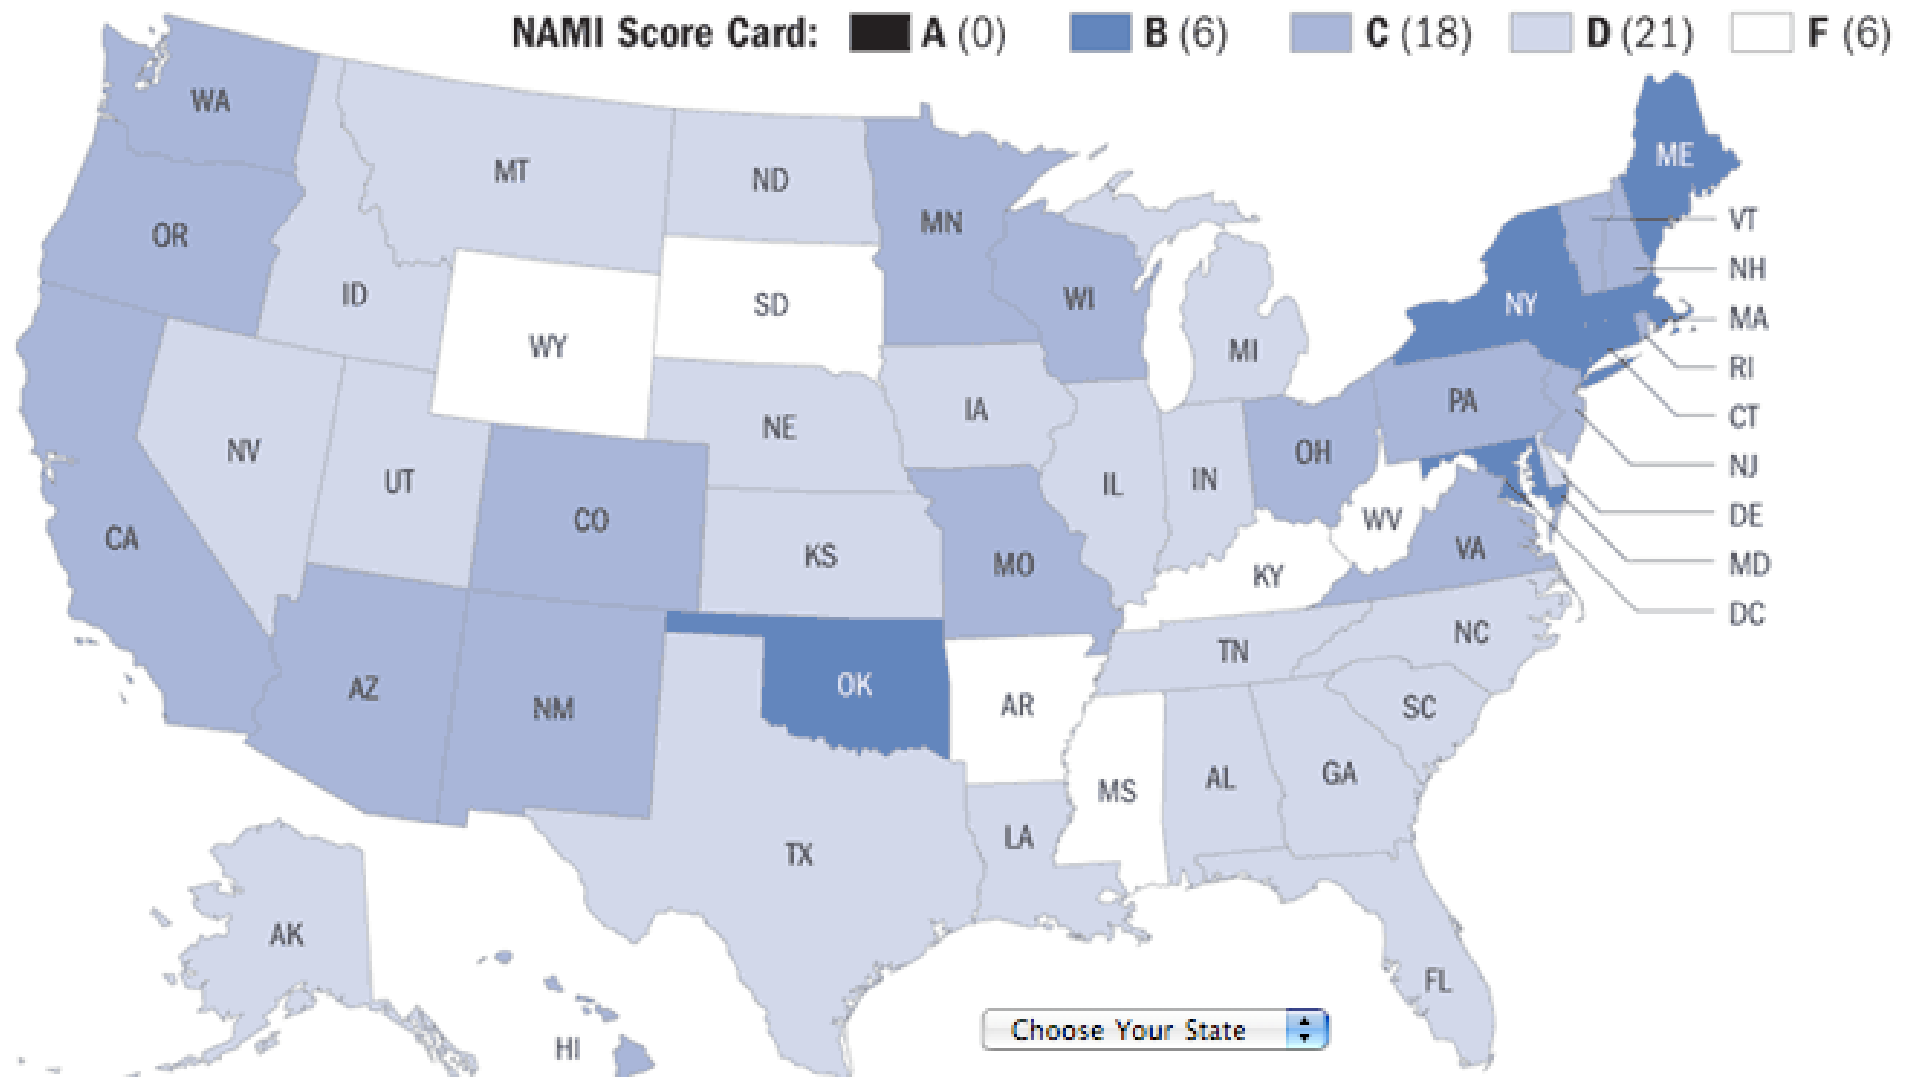 NAMI Score Card: A (0) B (6) C (18) D (21) F (6)
WA
MT
ND
MN
ME
OR
VT
ID
SD
WI
NY
NH
WY
MI
MA
RI
NV
NE
IA
PA
CT
UT
IL
IN
OH
NJ
CA
CO
KS
MO
WV
VA
DE
KY
MD
DC
AZ
NM
OK
AR
TN
NC
SC
TX
MS
AL
GA
LA
AK
FL
HI
Choose Your State